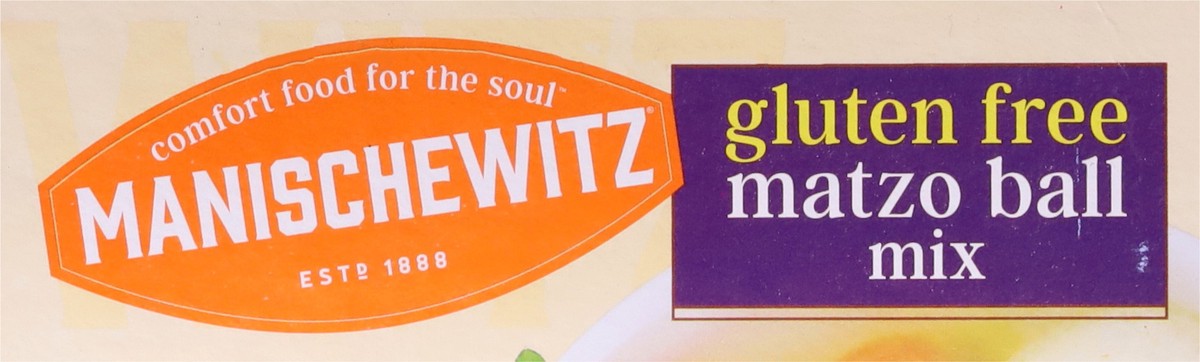 comfort food for the soul™
MANISCHEWITZ®
ESTD 1888
gluten free
matzo ball
mix